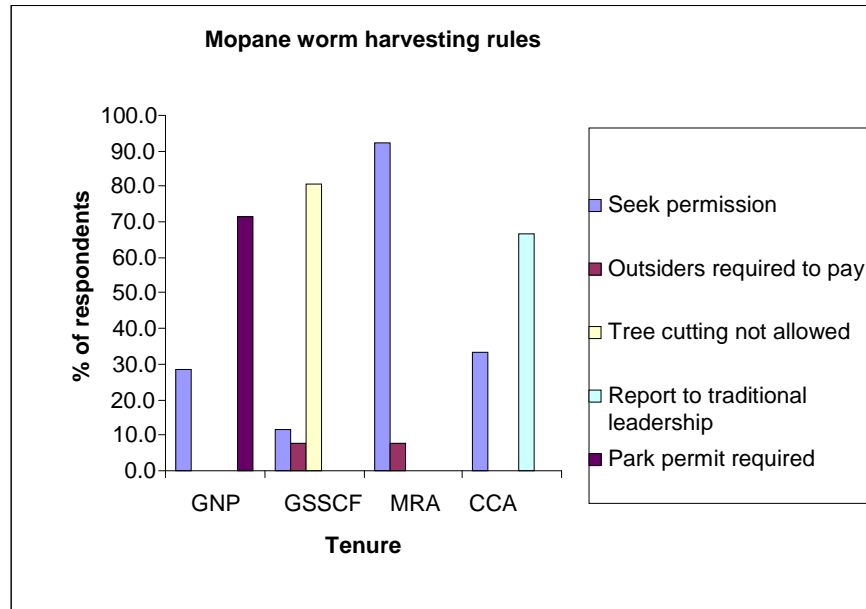 Mopane worm harvesting rules
100.0
90.0
80.0
70.0
60.0
50.0
40.0
30.0
20.0
10.0
0.0
% of respondents
GNP GSSCF MRA CCA
Tenure
Seek permission
Outsiders required to pay
Tree cutting not allowed
Report to traditional
leadership
Park permit required